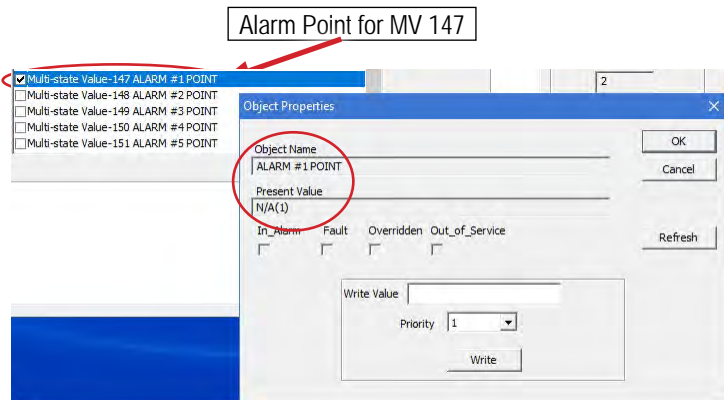 Alarm Point for MV 147
Multi-state Value-147 ALARM #1 POINT
Multi-state Value-148 ALARM #2 POINT
Multi-state Value-149 ALARM #3 POINT
Multi-state Value-150 ALARM #4 POINT
Multi-state Value-151 ALARM #5 POINT
2
Object Properties
Object Name
ALARM #1 POINT
Present Value
N/A(1)
In_Alarm Fault Overridden Out_of_Service
OK
Cancel
Refresh
Write Value
Priority 1
Write